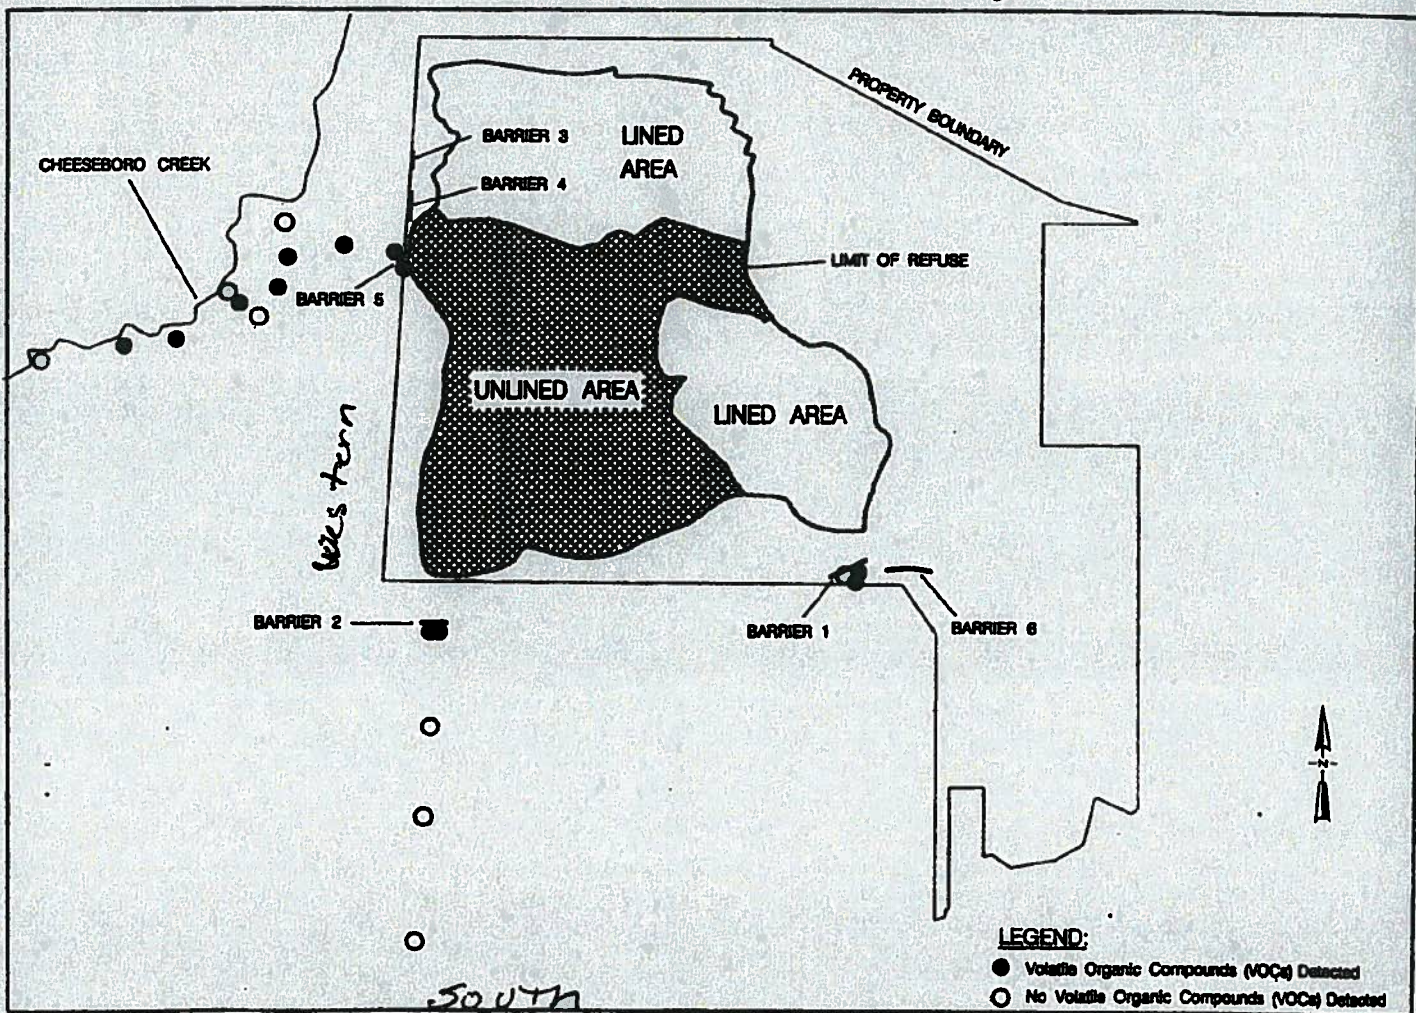 PROPERTY BOUNDARY
BARRIER 3
LINED
AREA
CHEESEBORO CREEK
BARRIER 4
LIMIT OF REFUSE
BARRIER 5
UNLINED AREA
LINED AREA
Western
BARRIER 2
BARRIER 1
BARRIER 6
N
LEGEND:
Volatile Organic Compounds (VOCs) Detected
No Volatile Organic Compounds (VOCs) Detected
SOUTH